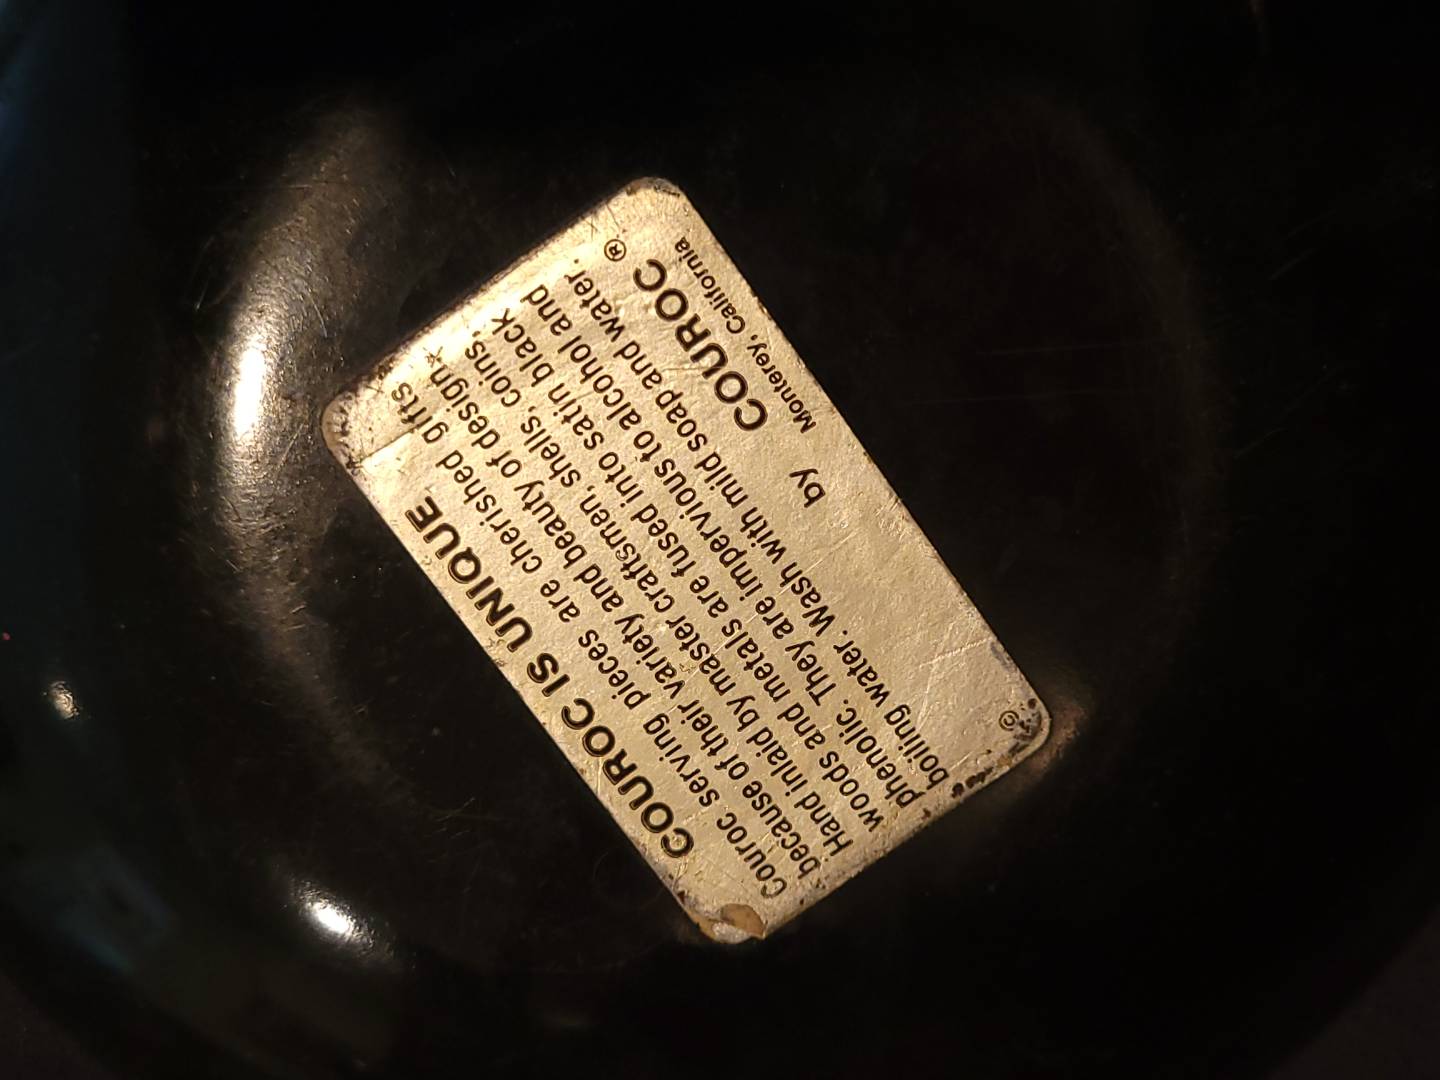 COUROC IS UNIQUE
Couroc serving pieces are cherished gifts
because of their variety and beauty of design.
Hand inlaid by master craftsmen, shells, coins,
woods and metals are fused into satin black
phenolic. They are impervious to alcohol and
boiling water. Wash with mild soap and water.
© by COUROC ®
Monterey, California